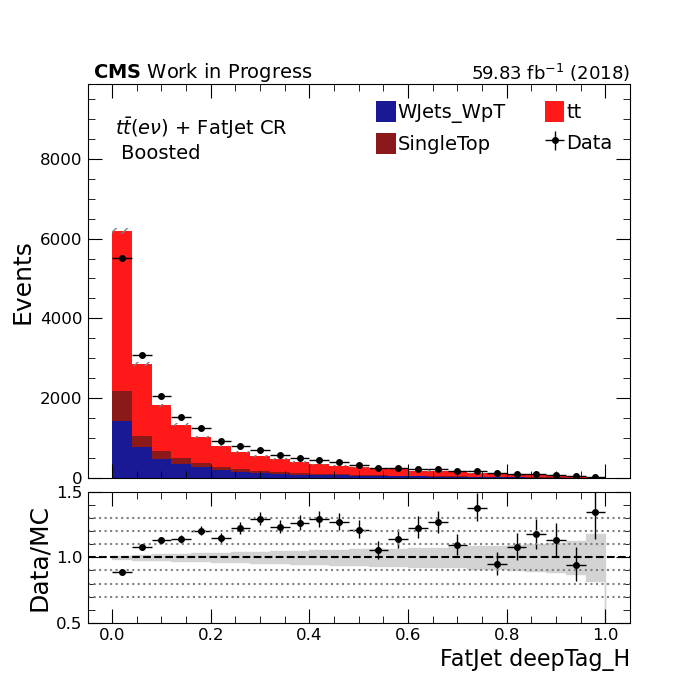 CMS Work in Progress 59.83 fb⁻¹ (2018)
WJets_WpT tt
SingleTop Data
tt̄(eν) + FatJet CR
Boosted
Events
8000
6000
4000
2000
0
Data/MC
1.5
1.0
0.5
0.0 0.2 0.4 0.6 0.8 1.0
FatJet deepTag_H